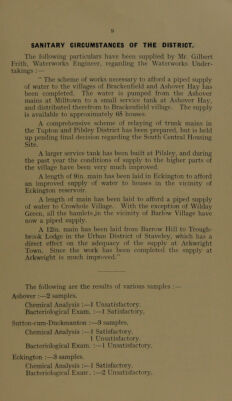 9
SANITARY CIRCUMSTANCES OF THE DISTRICT.
The following particulars have been supplied by Mr. Gilbert
Frith, Waterworks Engineer, regarding the Waterworks Under-
takings :—
" The scheme of works necessary to afford a piped supply
of water to the villages of Brackenfield and Ashover Hay has
been completed. The water is pumped from the Ashover
mains at Milltown to a small service tank at Ashover Hay,
and distributed therefrom to Brackenfield village. The supply
is available to approximately 68 houses.
A comprehensive scheme of relaying of trunk mains in
the Tupton and Pilsley District has been prepared, but is held
up pending final decision regarding the South Central Housing
Site.
A larger service tank has been built at Pilsley, and during
the past year the conditions of supply to the higher parts of
the village have been very much improved.
A length of 9in. main has been laid in Eckington to afford
an improved supply of water to houses in the vicinity of
Eckington reservoir.
A length of main has been laid to afford a piped supply
of water to Crowhole Village. With the exception of Wilday
Green, all the hamlets in the vicinity of Barlow Village have
now a piped supply.
A 12in. main has been laid from Barrow Hill to Trough-
brook Lodge in the Urban District of Staveley, which has a
direct effect on the adequacy of the supply at Arkwright
Town. Since the work has been completed the supply at
Arkwright is much improved."
The following are the results of various samples :—
Ashover :—2 samples.
Chemical Analysis :—1 Unsatisfactory.
Bacteriological Exam. :—1 Satisfactory.
Sutton-cum-Duckmanton :—3 samples.
Chemical Analysis :—1 Satisfactory.
1 Unsatisfactory.
Bacteriological Exam. :—1 Unsatisfactory.
Eckington :—3 samples.
Chemical Analysis :—1 Satisfactory.
Bacteriological Exam. :—2 Unsatisfactory.